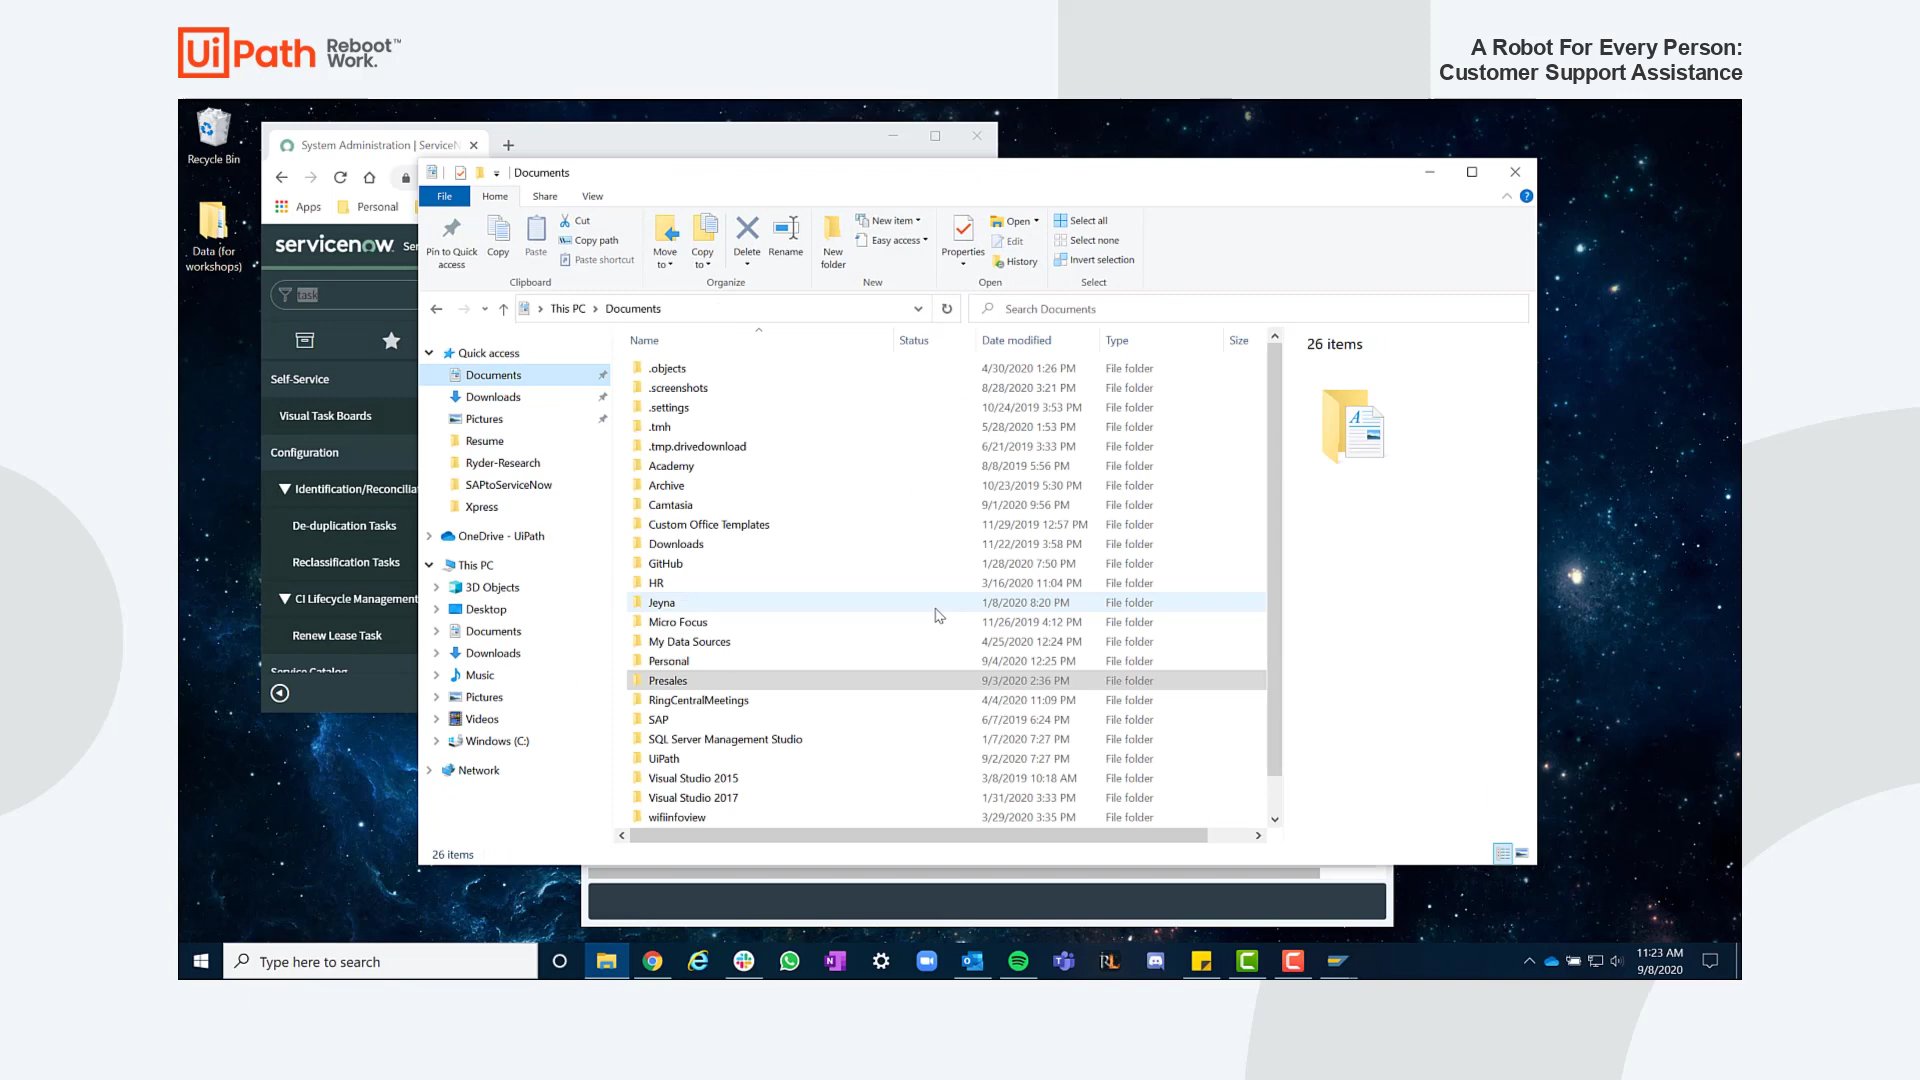 UiPath Reboot Work.™
A Robot For Every Person:
Customer Support Assistance
Recycle Bin
Data (for workshops)
System Administration | ServiceN
Apps Personal
servicenow Ser
task
Self-Service
Visual Task Boards
Configuration
Identification/Reconcilia
De-duplication Tasks
Reclassification Tasks
CI Lifecycle Management
Renew Lease Task
Service Catalog
Documents
File Home Share View
Pin to Quick access
Copy
Paste
Cut
Copy path
Paste shortcut
Clipboard
Move to
Copy to
Delete
Rename
Organize
New folder
New item
Easy access
New
Properties
Open
Edit
History
Open
Select all
Select none
Invert selection
Select
This PC > Documents
Search Documents
Quick access
Documents
Downloads
Pictures
Resume
Ryder-Research
SAPtoServiceNow
Xpress
OneDrive - UiPath
This PC
3D Objects
Desktop
Documents
Downloads
Music
Pictures
Videos
Windows (C:)
Network
Name Status Date modified Type Size
.objects 4/30/2020 1:26 PM File folder
.screenshots 8/28/2020 3:21 PM File folder
.settings 10/24/2019 3:53 PM File folder
.tmh 5/28/2020 1:53 PM File folder
.tmp.drivedownload 6/21/2019 3:33 PM File folder
Academy 8/8/2019 5:56 PM File folder
Archive 10/23/2019 5:30 PM File folder
Camtasia 9/1/2020 9:56 PM File folder
Custom Office Templates 11/29/2019 12:57 PM File folder
Downloads 11/22/2019 3:58 PM File folder
GitHub 1/28/2020 7:50 PM File folder
HR 3/16/2020 11:04 PM File folder
Jeyna 1/8/2020 8:20 PM File folder
Micro Focus 11/26/2019 4:12 PM File folder
My Data Sources 4/25/2020 12:24 PM File folder
Personal 9/4/2020 12:25 PM File folder
Presales 9/3/2020 2:36 PM File folder
RingCentralMeetings 4/4/2020 11:09 PM File folder
SAP 6/7/2019 6:24 PM File folder
SQL Server Management Studio 1/7/2020 7:27 PM File folder
UiPath 9/2/2020 7:27 PM File folder
Visual Studio 2015 3/8/2019 10:18 AM File folder
Visual Studio 2017 1/31/2020 3:33 PM File folder
wifiinfoview 3/29/2020 3:35 PM File folder
26 items
26 items
Type here to search
11:23 AM
9/8/2020